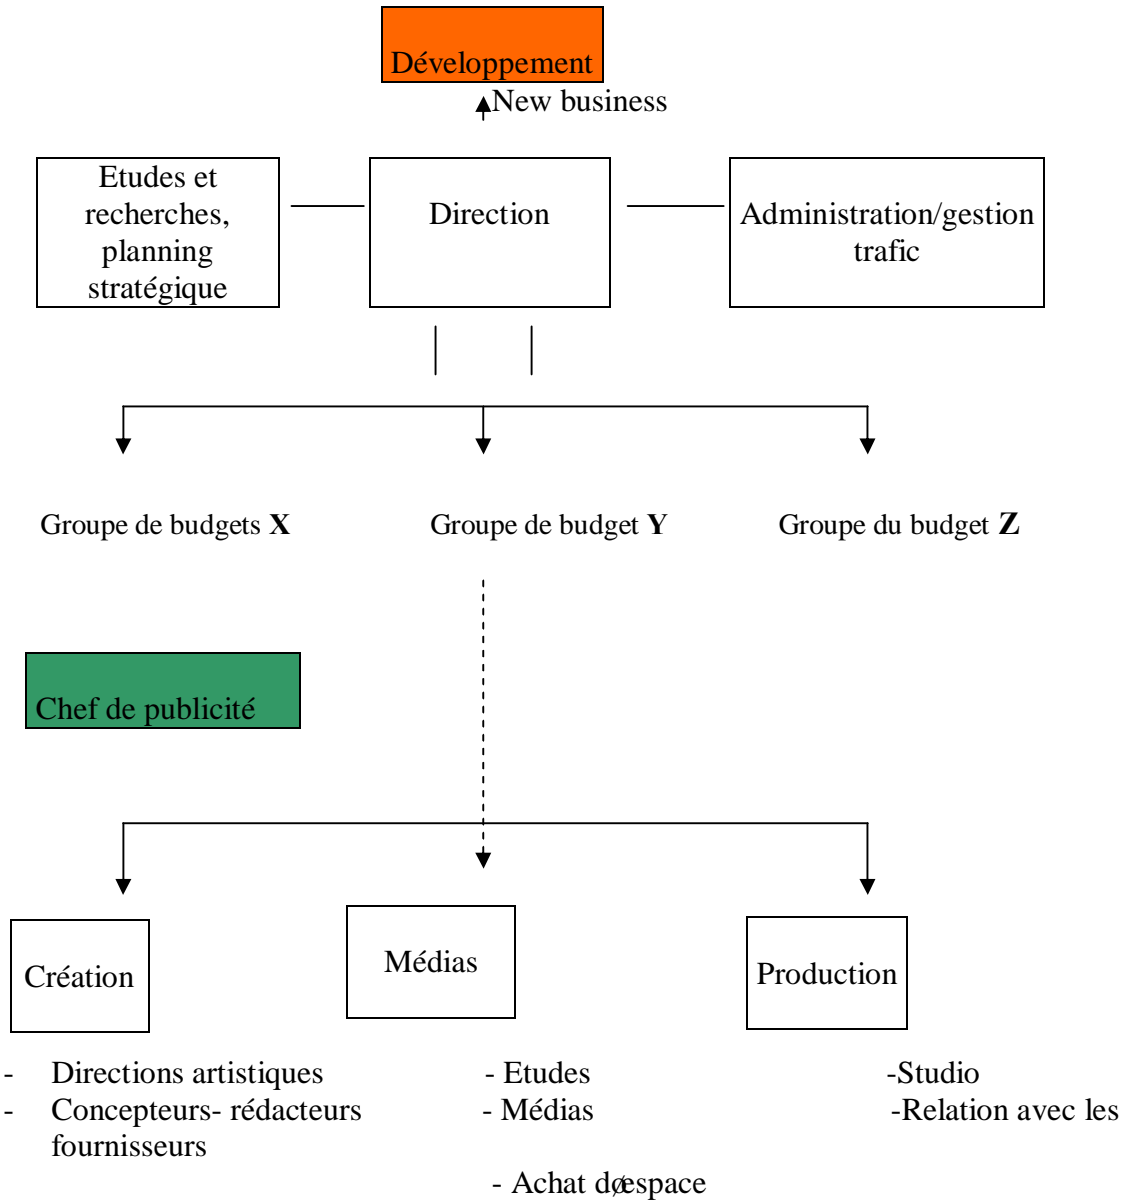 Développement
New business
Etudes et
recherches,
planning
stratégique
Direction
Administration/gestion
trafic
Groupe de budgets X
Groupe de budget Y
Groupe du budget Z
Chef de publicité
Création
Médias
Production
- Directions artistiques - Etudes -Studio
- Concepteurs- rédacteurs - Médias -Relation avec les
fournisseurs
- Achat døespace